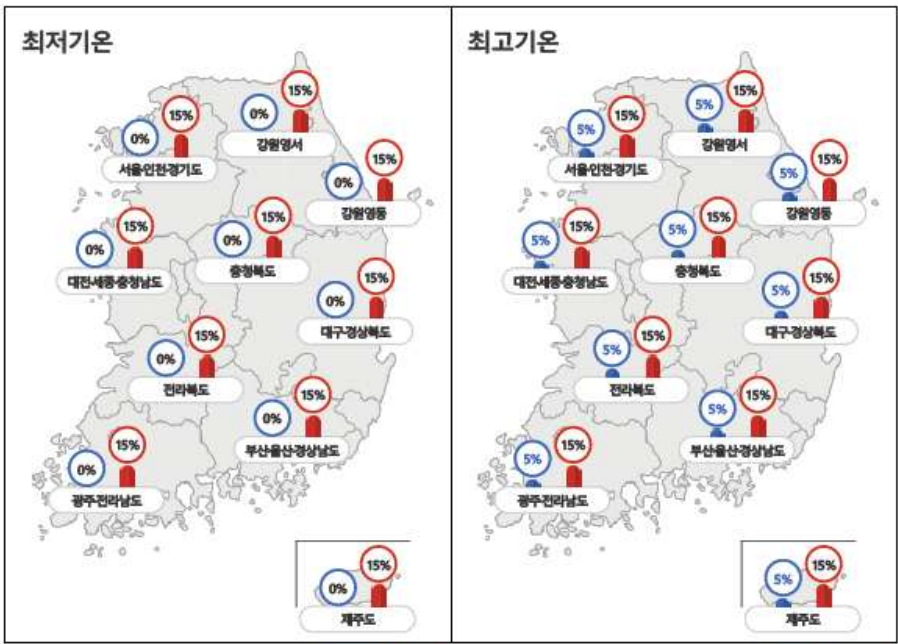 최저기온
15%
0%
서울·인천·경기도
15%
0%
강원영서
15%
0%
강원영동
15%
0%
대전·세종·충청남도
15%
0%
충청북도
15%
0%
대구·경상북도
15%
0%
전라북도
15%
0%
부산·울산·경상남도
15%
0%
광주·전라남도
15%
0%
제주도
최고기온
15%
5%
서울·인천·경기도
15%
5%
강원영서
15%
5%
강원영동
15%
5%
대전·세종·충청남도
15%
5%
충청북도
15%
5%
대구·경상북도
15%
5%
전라북도
15%
5%
부산·울산·경상남도
15%
5%
광주·전라남도
15%
5%
제주도